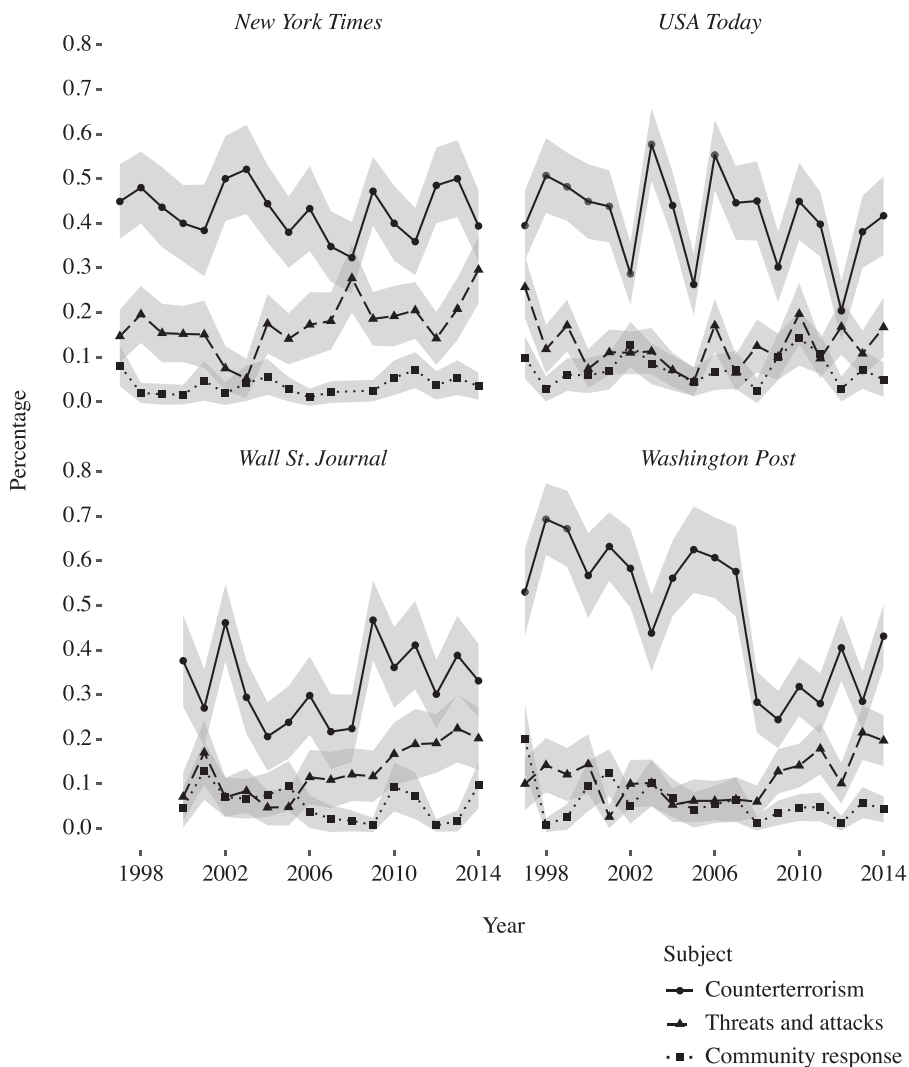 New York Times
USA Today
0.8
0.7
0.6
0.5
0.4
0.3
0.2
0.1
0.0
Percentage
Wall St. Journal
Washington Post
0.8
0.7
0.6
0.5
0.4
0.3
0.2
0.1
0.0
1998 2002 2006 2010 2014 1998 2002 2006 2010 2014
Year
Subject
Counterterrorism
Threats and attacks
Community response